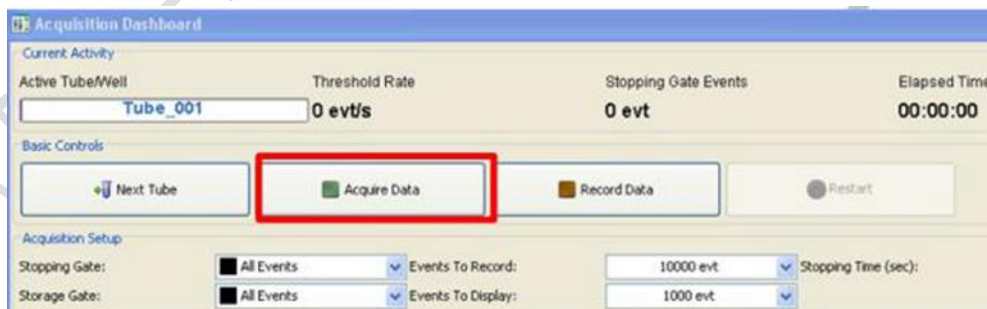 Acquisition Dashboard
Current Activity
Active Tube/Well Threshold Rate Stopping Gate Events Elapsed Time
Tube_001 0 evt/s 0 evt 00:00:00
Basic Controls
Next Tube Acquire Data Record Data Restart
Acquisition Setup
Stopping Gate: All Events Events To Record: 10000 evt Stopping Time (sec):
Storage Gate: All Events Events To Display: 1000 evt